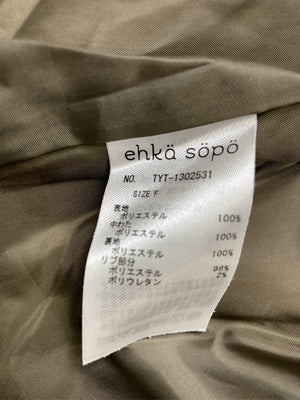 ehkä söpö
NO. TYT-1302531
SIZE F
表地
ポリエステル 100%
中わた
ポリエステル 100%
裏地
ポリエステル 100%
リブ部分
ポリエステル 98%
ポリウレタン 2%